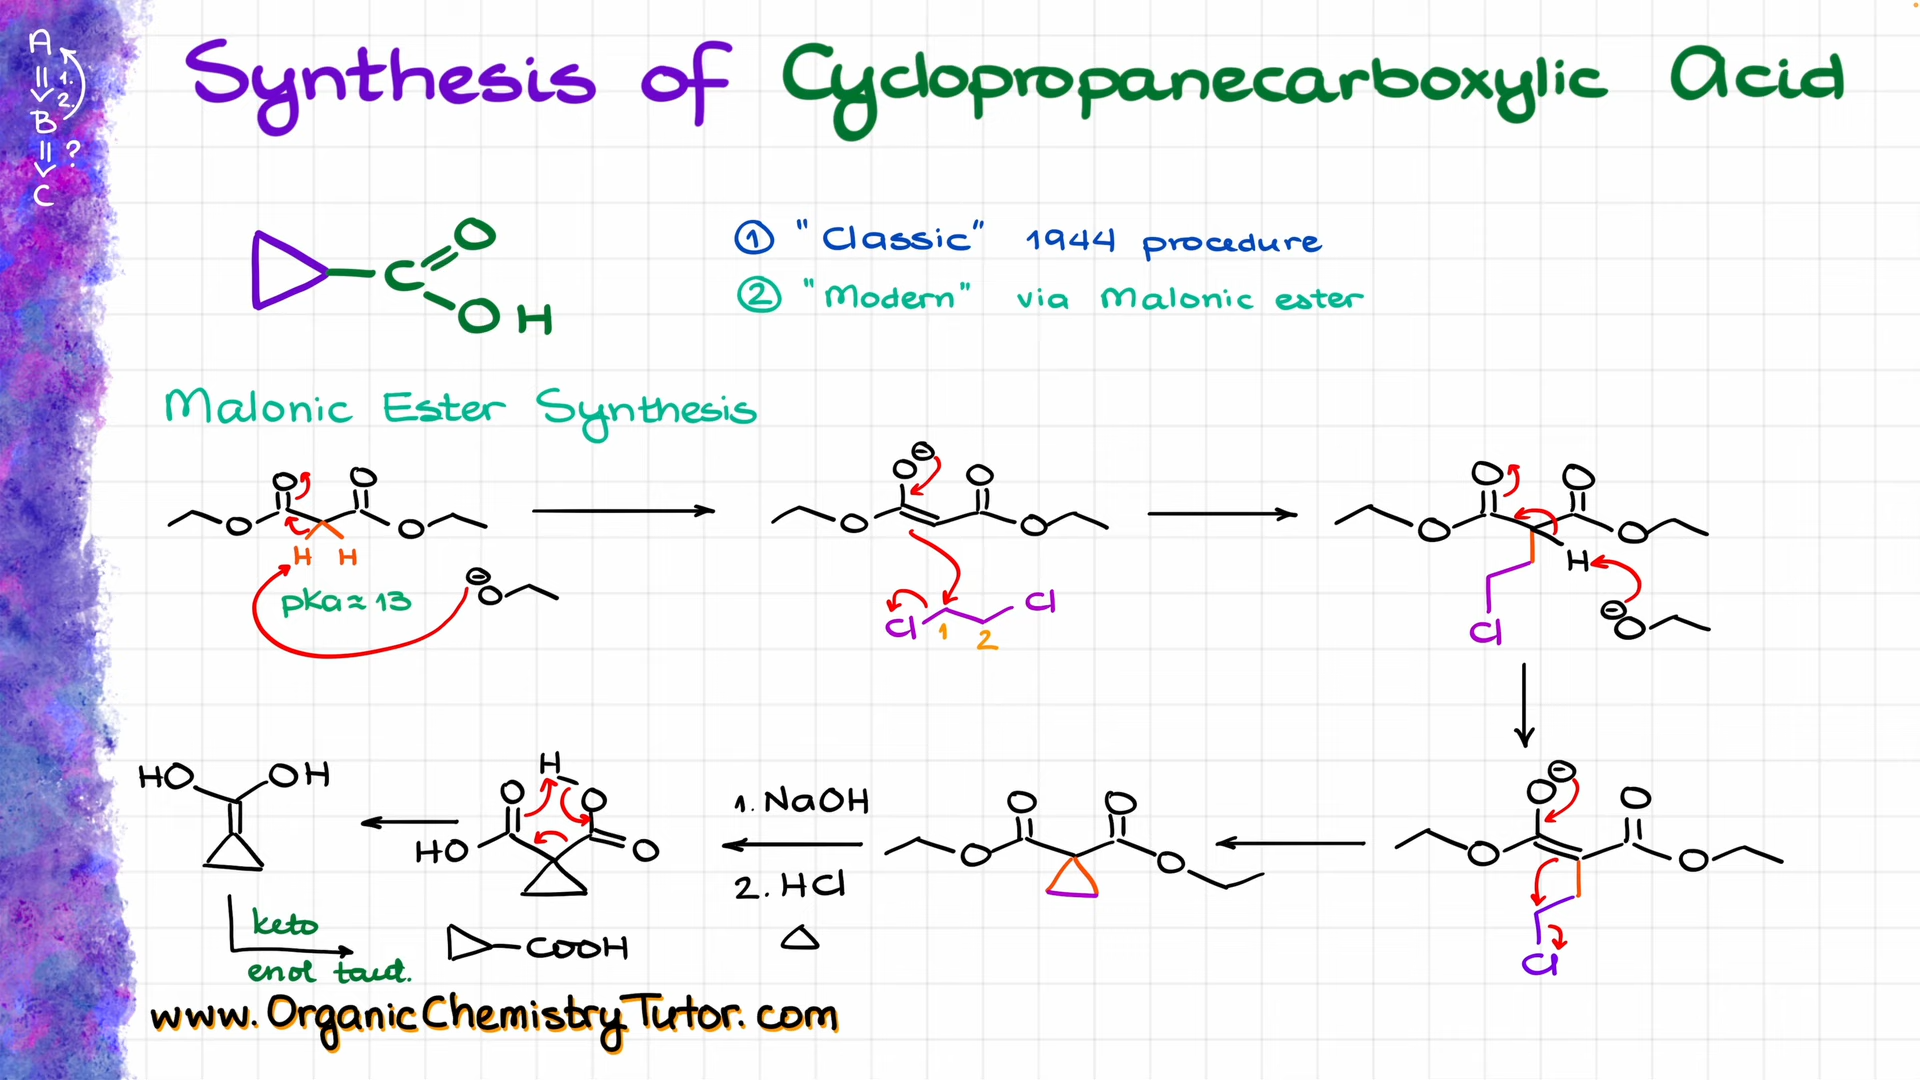 A
1.
2.
B
?
C
Synthesis of Cyclopropanecarboxylic Acid
C
O
O H
① "Classic" 1944 procedure
② "Modern" via Malonic ester
Malonic Ester Synthesis
O O
O O
H H
pKa ≈ 13
⊖
O
⊖
O O
O O
Cl Cl
1 2
O O
O O
H
Cl
⊖
O
HO OH
keto
enol taut.
H
O O
HO O
COOH
1. NaOH
2. HCl
△
O O
O O
⊖
O O
O O
Cl
www.OrganicChemistryTutor.com